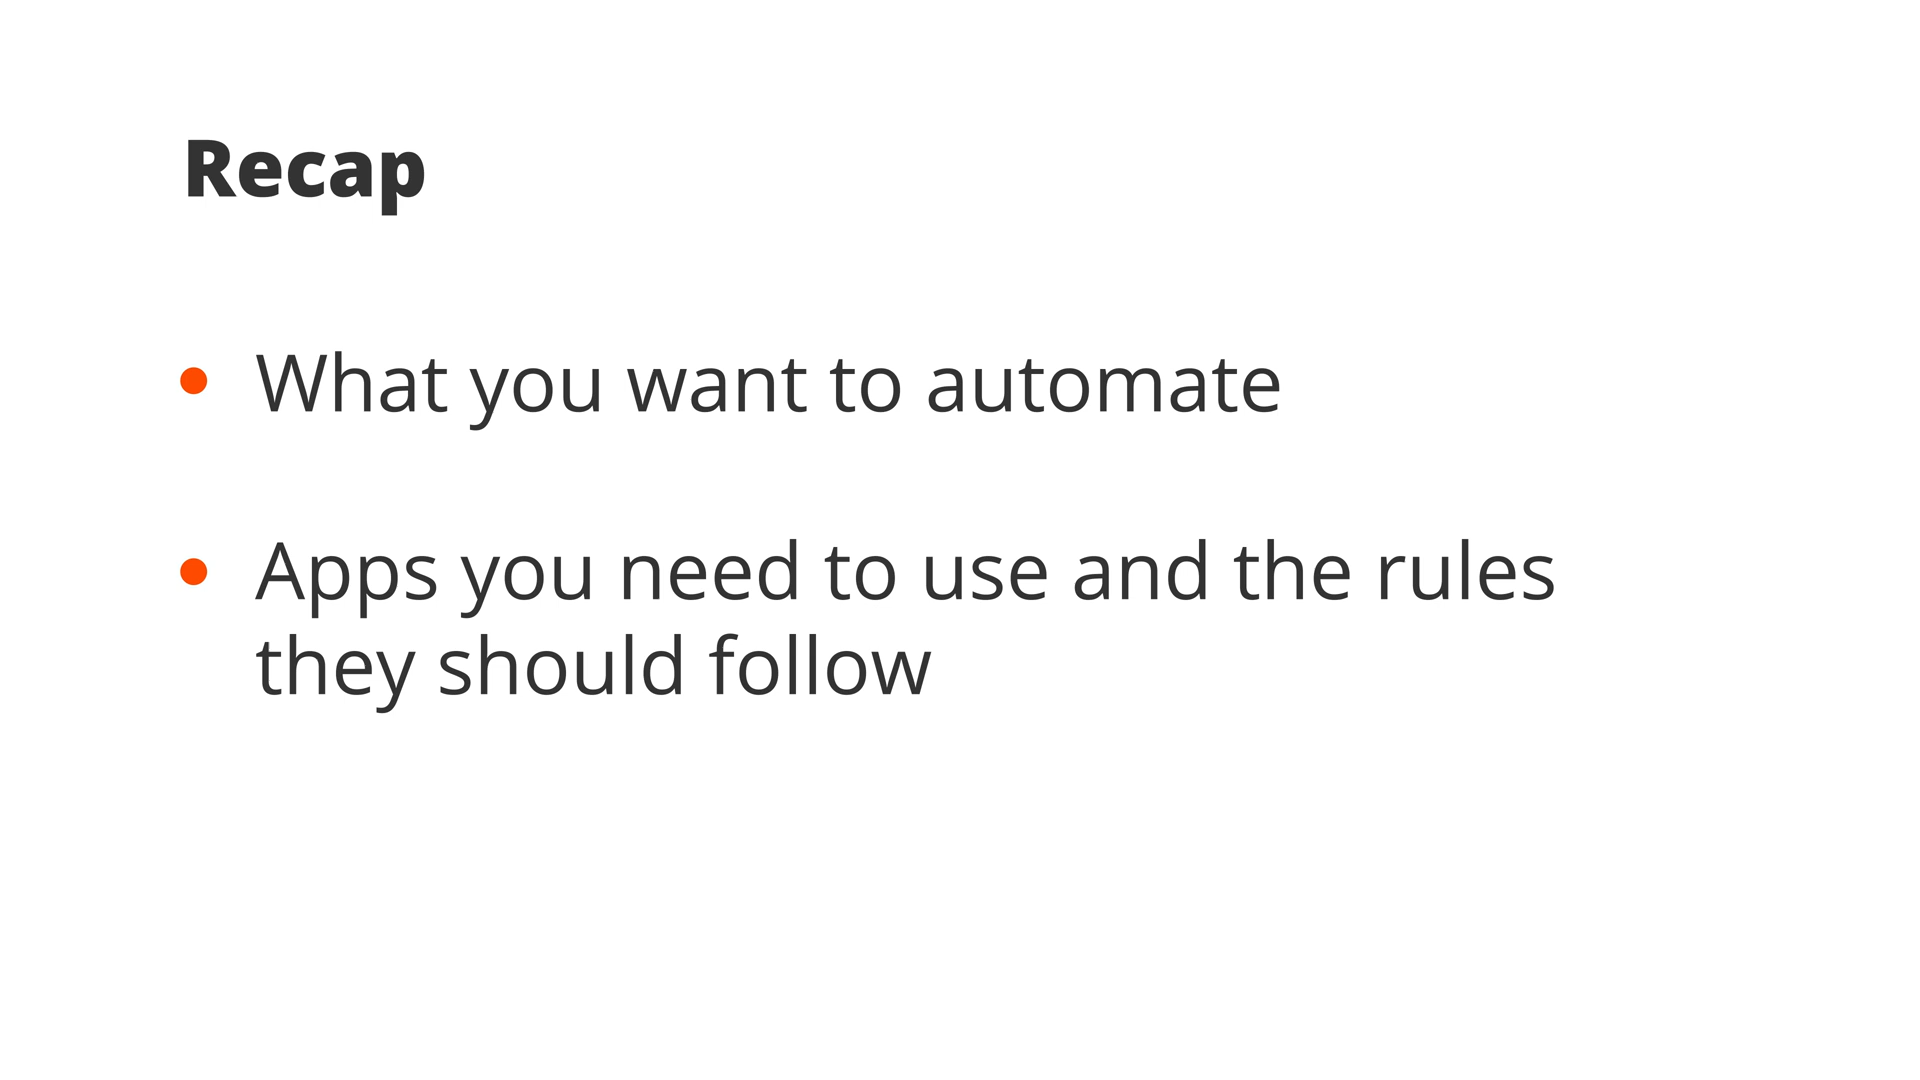 Recap
• What you want to automate
• Apps you need to use and the rules
they should follow